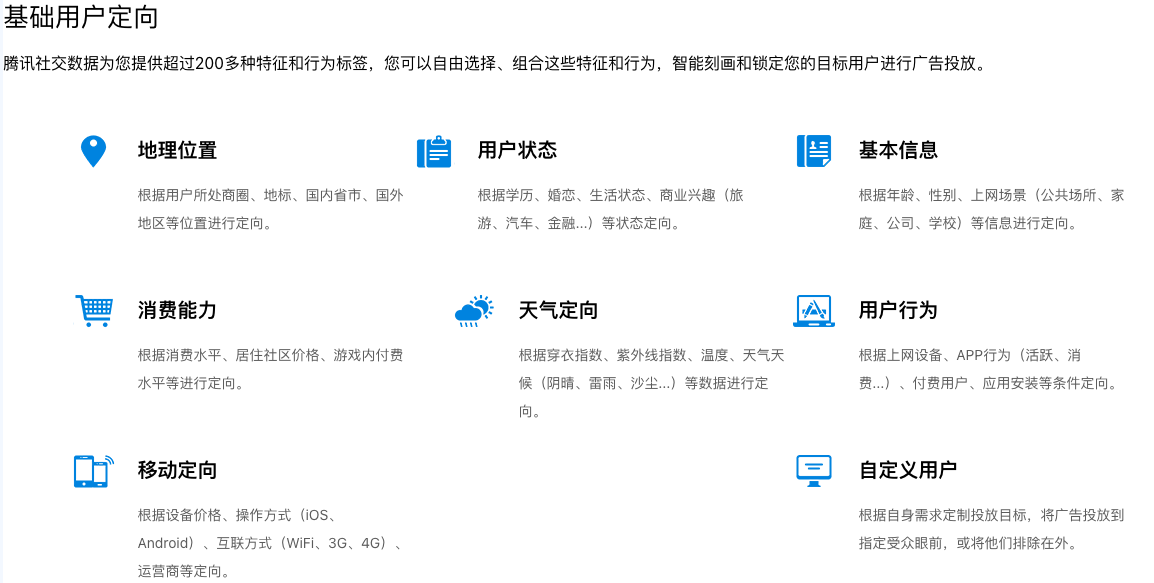 基础用户定向
腾讯社交数据为您提供超过200多种特征和行为标签，您可以自由选择、组合这些特征和行为，智能刻画和锁定您的目标用户进行广告投放。
地理位置
根据用户所处商圈、地标、国内省市、国外
地区等位置进行定向。
用户状态
根据学历、婚恋、生活状态、商业兴趣（旅
游、汽车、金融...）等状态定向。
基本信息
根据年龄、性别、上网场景（公共场所、家
庭、公司、学校）等信息进行定向。
消费能力
根据消费水平、居住社区价格、游戏内付费
水平等进行定向。
天气定向
根据穿衣指数、紫外线指数、温度、天气天
候（阴晴、雷雨、沙尘...）等数据进行定
向。
用户行为
根据上网设备、APP行为（活跃、消
费...）、付费用户、应用安装等条件定向。
移动定向
根据设备价格、操作方式（iOS、
Android）、互联方式（WiFi、3G、4G）、
运营商等定向。
自定义用户
根据自身需求定制投放目标，将广告投放到
指定受众眼前，或将他们排除在外。